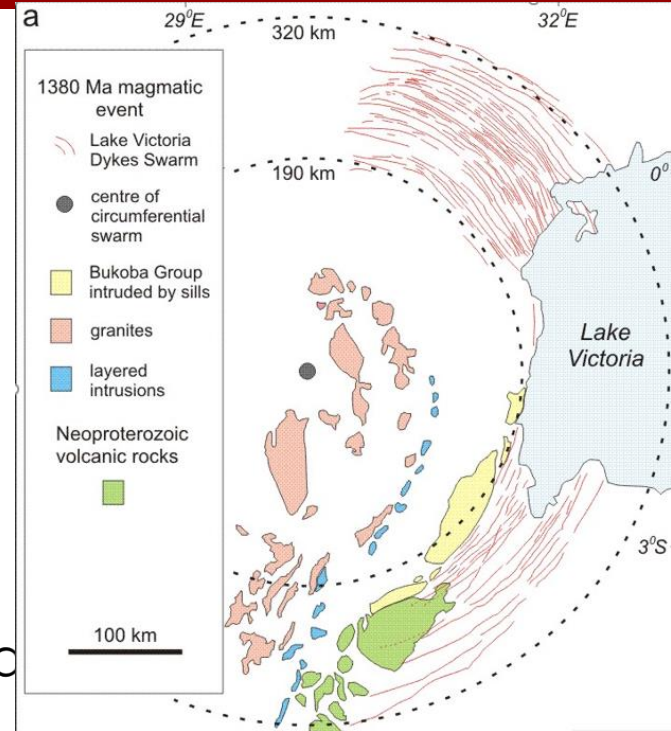 a
29⁰E
32⁰E
320 km
1380 Ma magmatic
event
Lake Victoria
Dykes Swarm
190 km
0⁰
centre of
circumferential
swarm
Bukoba Group
intruded by sills
granites
Lake
Victoria
layered
intrusions
Neoproterozoic
volcanic rocks
3⁰S
100 km